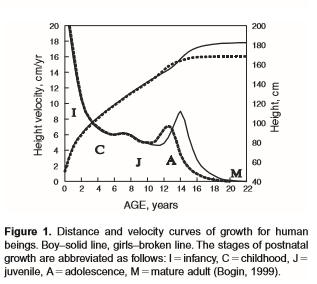 20 200
18 180
16 160
14 140
12 120
10
8 100
6 80
4
2 60
0 40
0 2 4 6 8 10 12 14 16 18 20 22
Height velocity, cm/yr
Height, cm
I
C
J
A
M
AGE, years
Figure 1. Distance and velocity curves of growth for human
beings. Boy–solid line, girls–broken line. The stages of postnatal
growth are abbreviated as follows: I = infancy, C = childhood, J =
juvenile, A = adolescence, M = mature adult (Bogin, 1999).